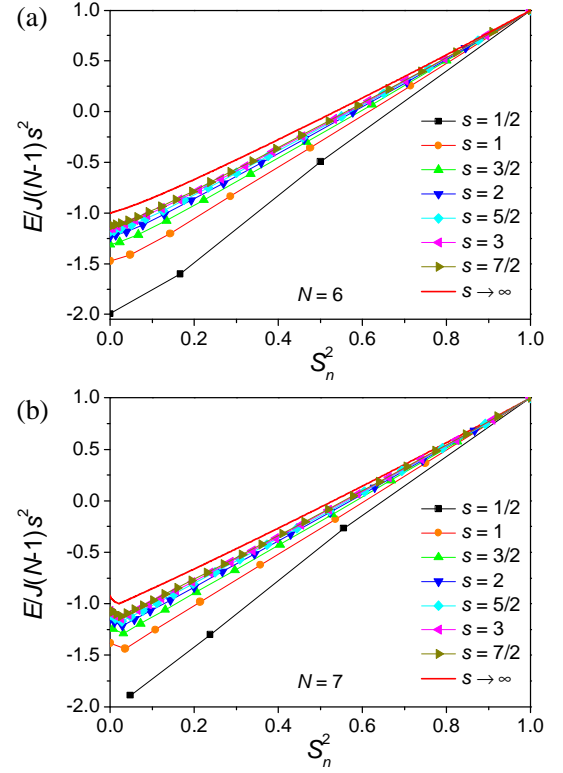 (a)
1.0
0.5
0.0
-0.5
-1.0
-1.5
-2.0
E/J(N-1)s²
s = 1/2
s = 1
s = 3/2
s = 2
s = 5/2
s = 3
s = 7/2
s → ∞
N = 6
0.0 0.2 0.4 0.6 0.8 1.0
Sₙ²
(b)
1.0
0.5
0.0
-0.5
-1.0
-1.5
-2.0
E/J(N-1)s²
s = 1/2
s = 1
s = 3/2
s = 2
s = 5/2
s = 3
s = 7/2
s → ∞
N = 7
0.0 0.2 0.4 0.6 0.8 1.0
Sₙ²